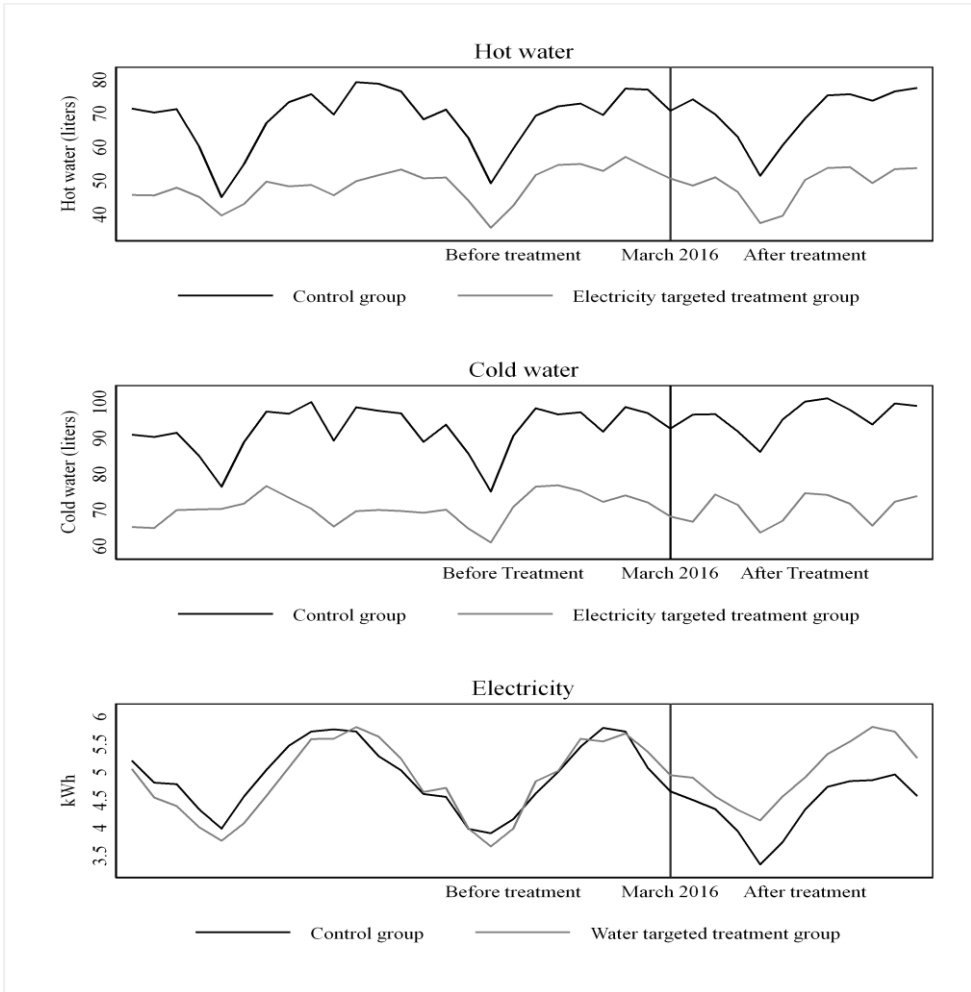 Hot water
Hot water (liters)
80
70
60
50
40
Before treatment March 2016 After treatment
Control group Electricity targeted treatment group
Cold water
Cold water (liters)
100
90
80
70
60
Before Treatment March 2016 After Treatment
Control group Electricity targeted treatment group
Electricity
kWh
6
5.5
5
4.5
4
3.5
Before treatment March 2016 After treatment
Control group Water targeted treatment group